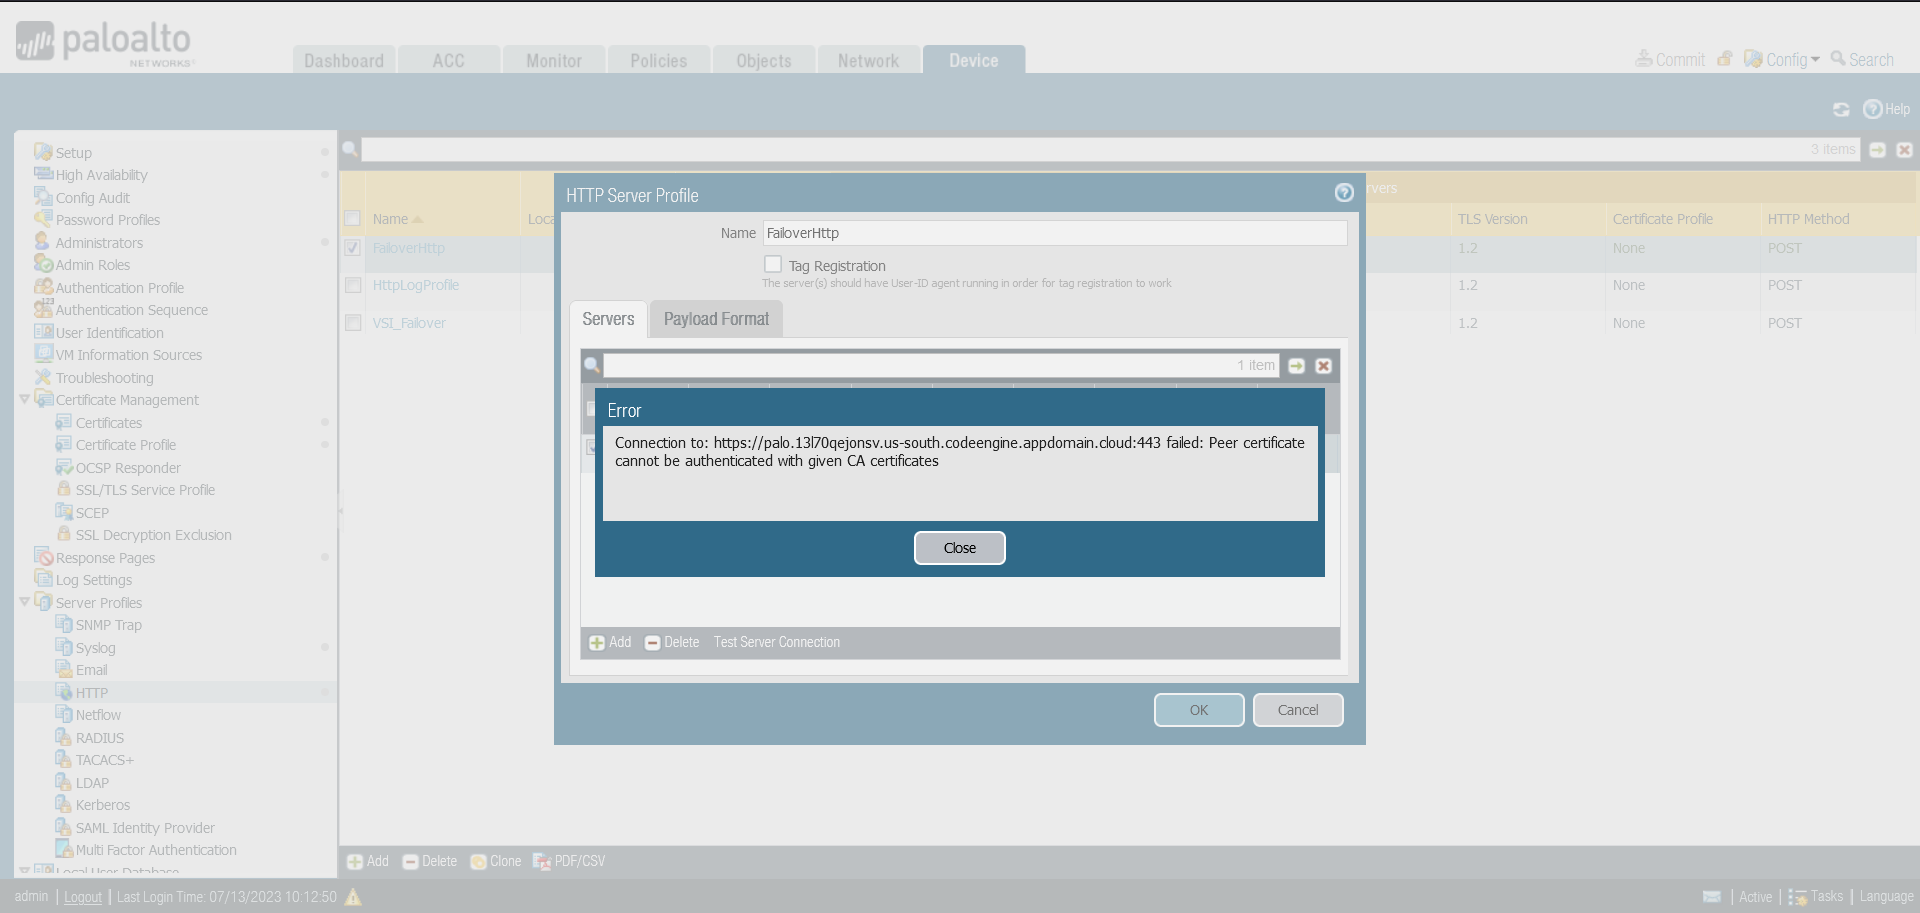 paloalto
NETWORKS
Dashboard
ACC
Monitor
Policies
Objects
Network
Device
Commit
Config
Search
Help
Setup
High Availability
Config Audit
Password Profiles
Administrators
Admin Roles
Authentication Profile
Authentication Sequence
User Identification
VM Information Sources
Troubleshooting
Certificate Management
Certificates
Certificate Profile
OCSP Responder
SSL/TLS Service Profile
SCEP
SSL Decryption Exclusion
Response Pages
Log Settings
Server Profiles
SNMP Trap
Syslog
Email
HTTP
Netflow
RADIUS
TACACS+
LDAP
Kerberos
SAML Identity Provider
Multi Factor Authentication
Local User Database
3 items
rvers
Name
Loca
TLS Version
Certificate Profile
HTTP Method
FailoverHttp
1.2
None
POST
HttpLogProfile
1.2
None
POST
VSI_Failover
1.2
None
POST
HTTP Server Profile
Name
FailoverHttp
Tag Registration
The server(s) should have User-ID agent running in order for tag registration to work
Servers
Payload Format
1 item
Error
Connection to: https://palo.13l70qejonsv.us-south.codeengine.appdomain.cloud:443 failed: Peer certificate
cannot be authenticated with given CA certificates
Close
Add
Delete
Test Server Connection
OK
Cancel
Add
Delete
Clone
PDF/CSV
admin
Logout
Last Login Time: 07/13/2023 10:12:50
Active
Tasks
Language